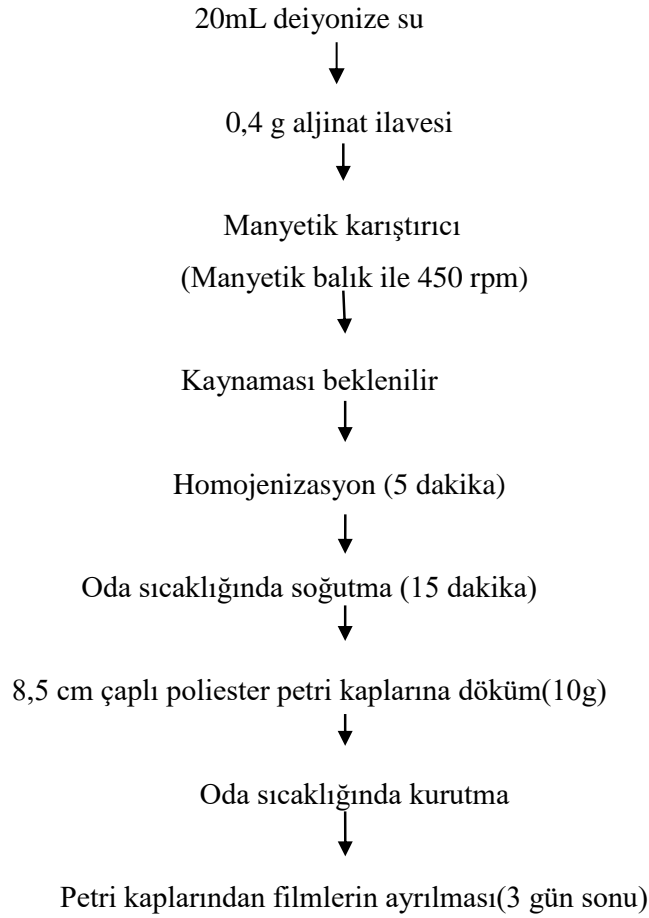 20mL deiyonize su
0,4 g aljinat ilavesi
Manyetik karıştırıcı
(Manyetik balık ile 450 rpm)
Kaynaması beklenilir
Homojenizasyon (5 dakika)
Oda sıcaklığında soğutma (15 dakika)
8,5 cm çaplı poliester petri kaplarına döküm(10g)
Oda sıcaklığında kurutma
Petri kaplarından filmlerin ayrılması(3 gün sonu)